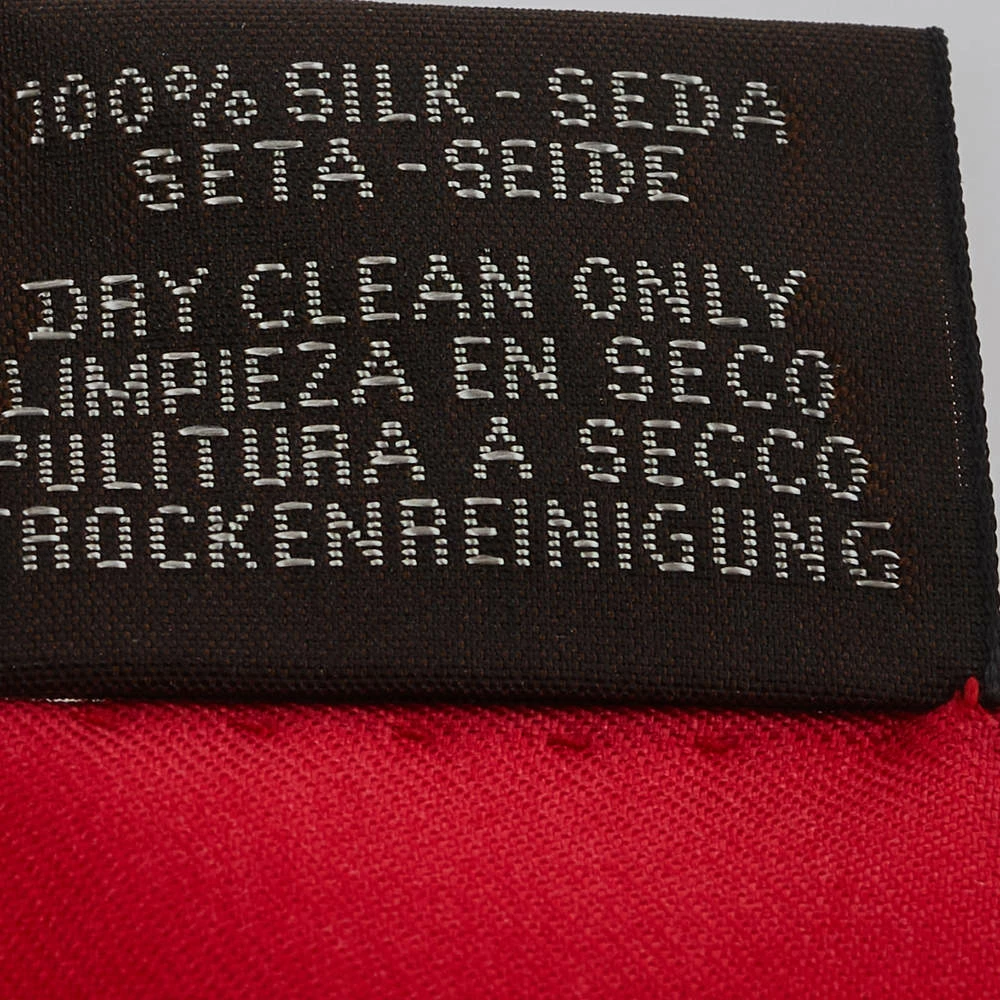 100% SILK - SEDA
SETA - SEIDE
DRY CLEAN ONLY
LIMPIEZA EN SECO
PULITURA A SECCO
TROCKENREINIGUNG